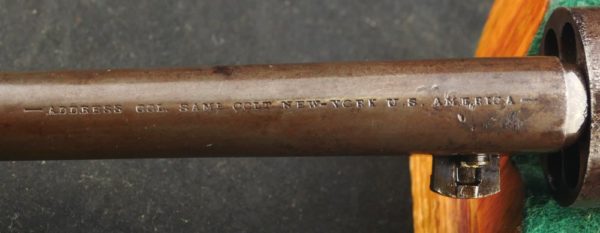 —ADDRESS COL. SAML COLT NEW-YORK U.S. AMERICA—